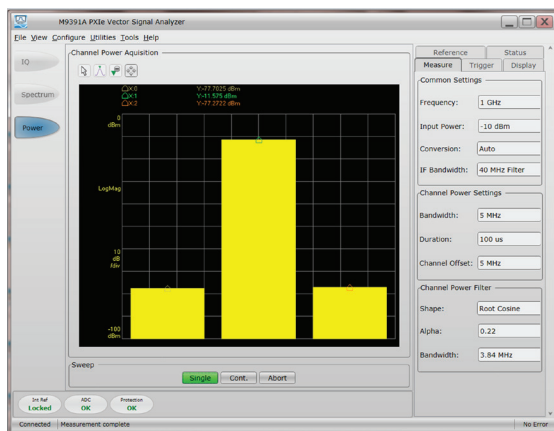 M9391A PXIe Vector Signal Analyzer
File View Configure Utilities Tools Help
IQ
Spectrum
Power
Channel Power Aquisition
X:0 Y-77.7025 dBm
X:1 Y-11.575 dBm
X:2 Y-77.2722 dBm
0
dBm
LogMag
10
dB
/div
-100
dBm
Sweep
Single Cont. Abort
Reference Status
Measure Trigger Display
Common Settings
Frequency: 1 GHz
Input Power: -10 dBm
Conversion: Auto
IF Bandwidth: 40 MHz Filter
Channel Power Settings
Bandwidth: 5 MHz
Duration: 100 us
Channel Offset: 5 MHz
Channel Power Filter
Shape: Root Cosine
Alpha: 0.22
Bandwidth: 3.84 MHz
Int Ref
Locked
ADC
OK
Protection
OK
Connected Measurement complete No Error